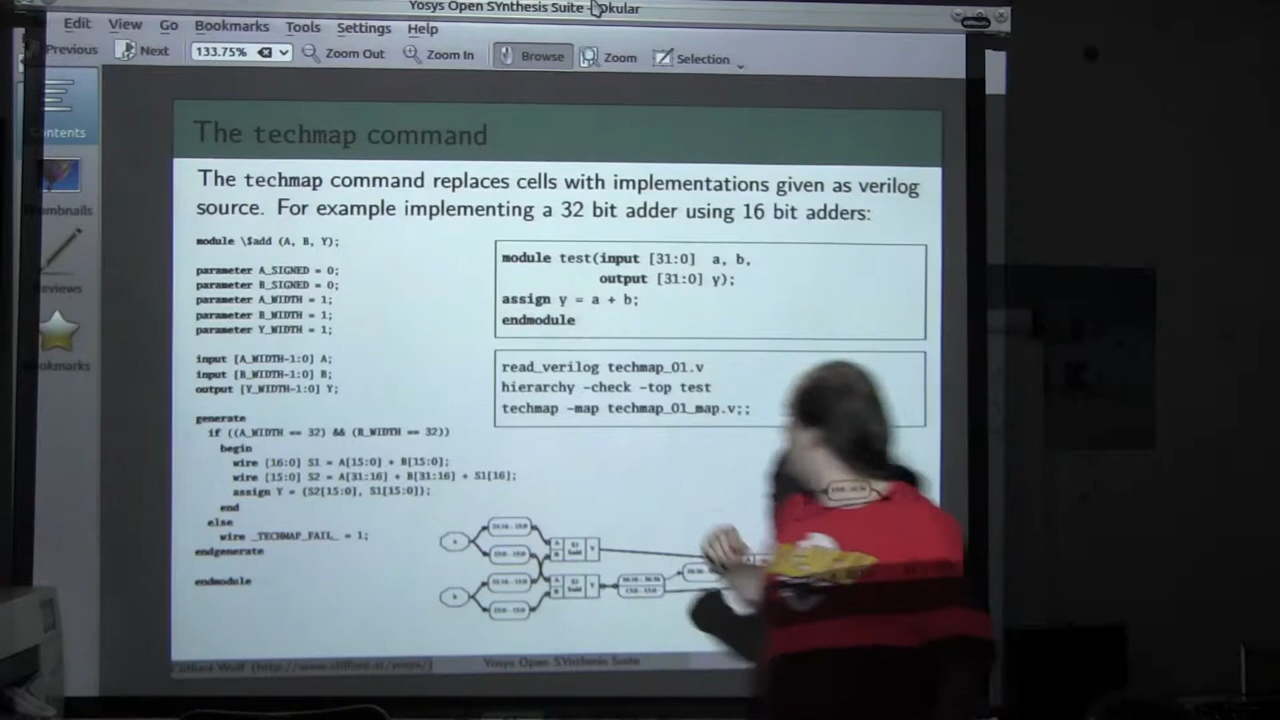 Yosys Open SYnthesis Suite - Okular
Edit View Go Bookmarks Tools Settings Help
Previous Next 133.75% Zoom Out Zoom In Browse Zoom Selection
Contents
Thumbnails
Reviews
Bookmarks
The techmap command
The techmap command replaces cells with implementations given as verilog
source. For example implementing a 32 bit adder using 16 bit adders:
module \$add (A, B, Y);
parameter A_SIGNED = 0;
parameter B_SIGNED = 0;
parameter A_WIDTH = 1;
parameter B_WIDTH = 1;
parameter Y_WIDTH = 1;
input [A_WIDTH-1:0] A;
input [B_WIDTH-1:0] B;
output [Y_WIDTH-1:0] Y;
generate
if ((A_WIDTH == 32) && (B_WIDTH == 32))
begin
wire [16:0] S1 = A[15:0] + B[15:0];
wire [15:0] S2 = A[31:16] + B[31:16] + S1[16];
assign Y = {S2[15:0], S1[15:0]};
end
else
wire _TECHMAP_FAIL_ = 1;
endgenerate
endmodule
module test(input [31:0] a, b,
output [31:0] y);
assign y = a + b;
endmodule
read_verilog techmap_01.v
hierarchy -check -top test
techmap -map techmap_01_map.v;;
a
b
Clifford Wolf (http://www.clifford.at/yosys/) Yosys Open SYnthesis Suite